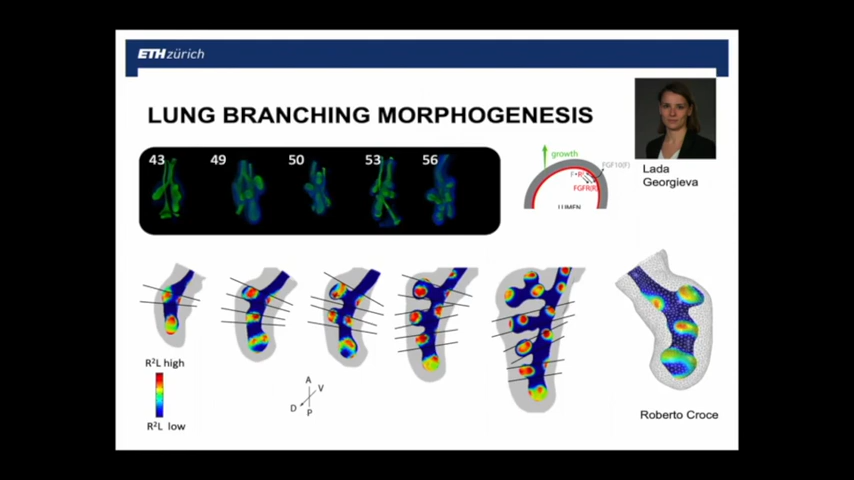 ETH zürich
LUNG BRANCHING MORPHOGENESIS
43 49 50 53 56
growth
FGF10(F)
FGFR(R)
LUMEN
Lada
Georgieva
R²L high
R²L low
A
V
D
P
Roberto Croce